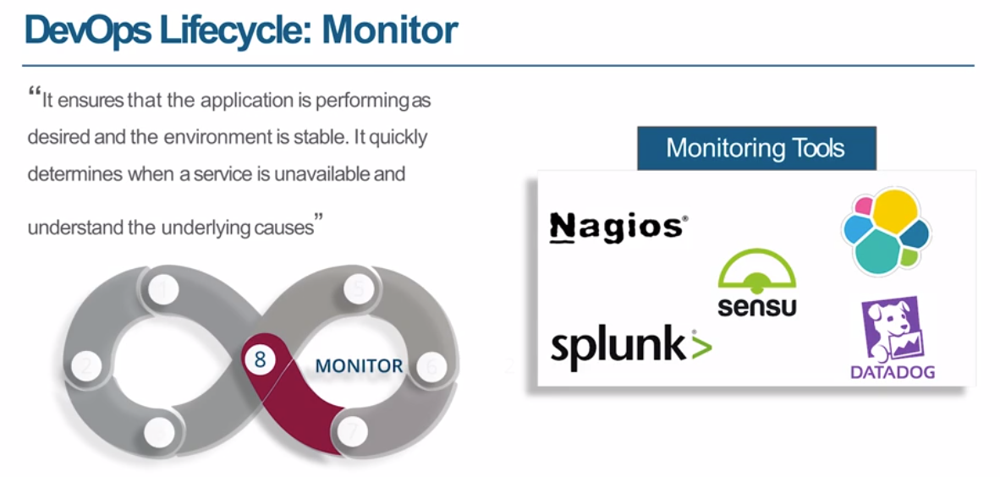 DevOps Lifecycle: Monitor
“It ensures that the application is performing as
desired and the environment is stable. It quickly
determines when a service is unavailable and
understand the underlying causes”
Monitoring Tools
Nagios®
sensu
splunk>®
DATADOG
1
2
5
6
7
8
MONITOR
2